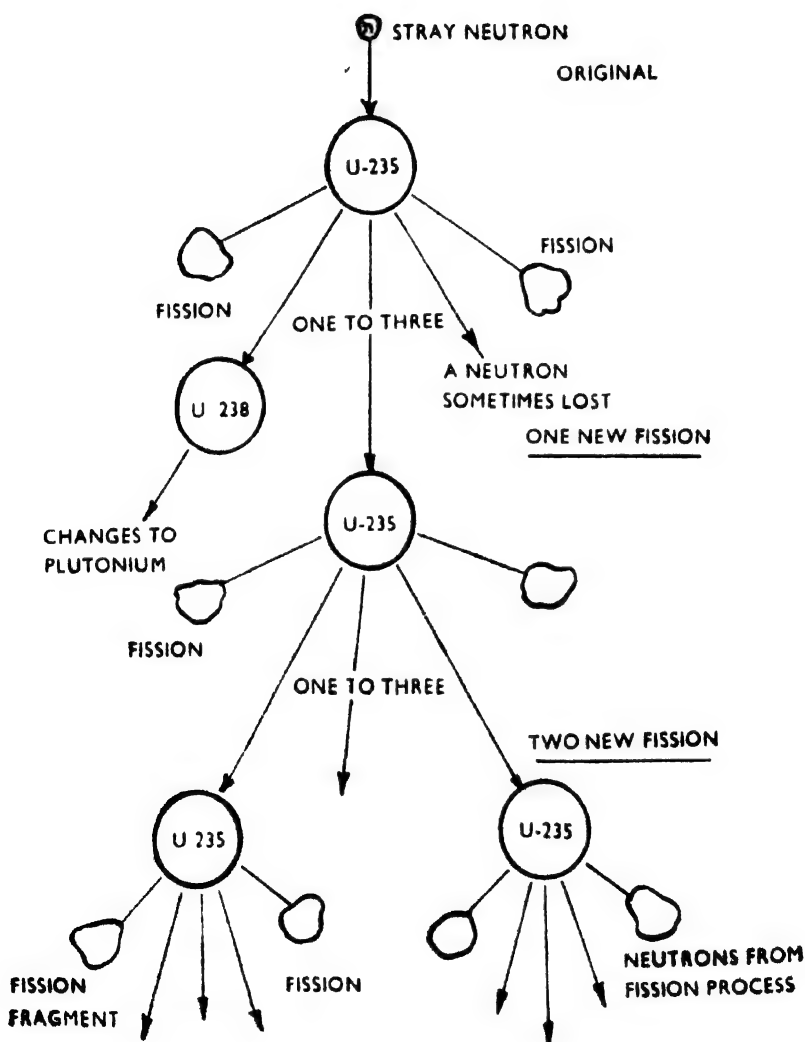 STRAY NEUTRON
ORIGINAL
U-235
FISSION
FISSION
ONE TO THREE
A NEUTRON
SOMETIMES LOST
U 238
ONE NEW FISSION
U-235
CHANGES TO
PLUTONIUM
FISSION
ONE TO THREE
TWO NEW FISSION
U 235
U-235
FISSION
FRAGMENT
FISSION
NEUTRONS FROM
FISSION PROCESS